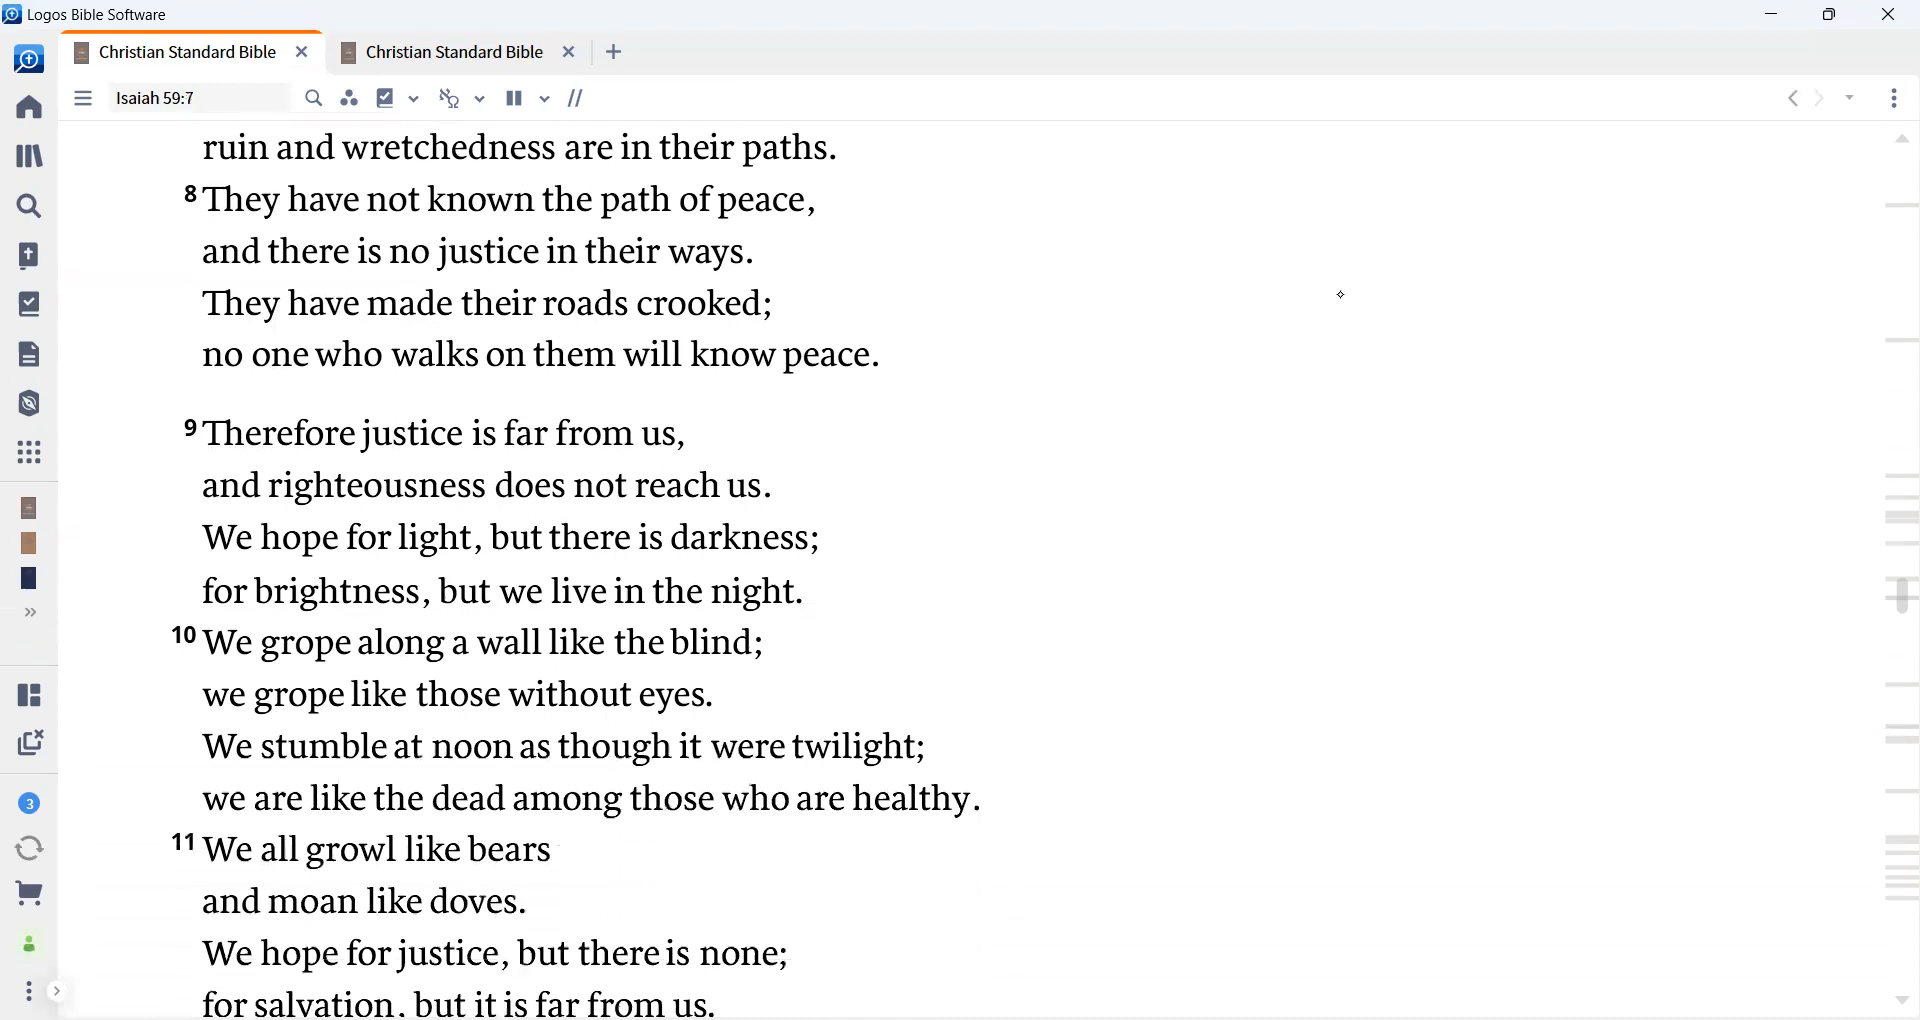 Logos Bible Software
Christian Standard Bible
Christian Standard Bible
Isaiah 59:7
ruin and wretchedness are in their paths.
8 They have not known the path of peace,
and there is no justice in their ways.
They have made their roads crooked;
no one who walks on them will know peace.
9 Therefore justice is far from us,
and righteousness does not reach us.
We hope for light, but there is darkness;
for brightness, but we live in the night.
10 We grope along a wall like the blind;
we grope like those without eyes.
We stumble at noon as though it were twilight;
we are like the dead among those who are healthy.
11 We all growl like bears
and moan like doves.
We hope for justice, but there is none;
for salvation, but it is far from us.
3